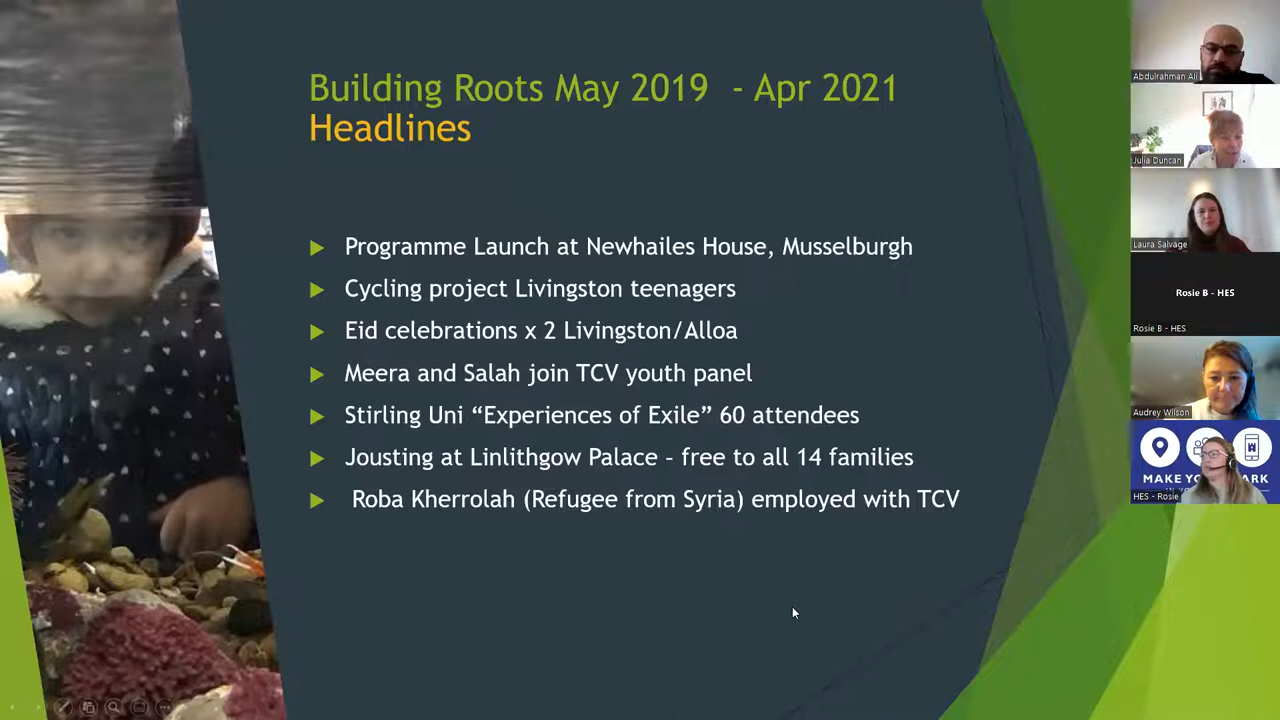 Building Roots May 2019 - Apr 2021
Headlines
Programme Launch at Newhailes House, Musselburgh
Cycling project Livingston teenagers
Eid celebrations x 2 Livingston/Alloa
Meera and Salah join TCV youth panel
Stirling Uni “Experiences of Exile” 60 attendees
Jousting at Linlithgow Palace – free to all 14 families
Roba Kherrolah (Refugee from Syria) employed with TCV
Abdulrahman Ali
Julia Duncan
Laura Salvage
Rosie B - HES
Rosie B - HES
Audrey Wilson
MAKE YO ARK
HES - Rosie